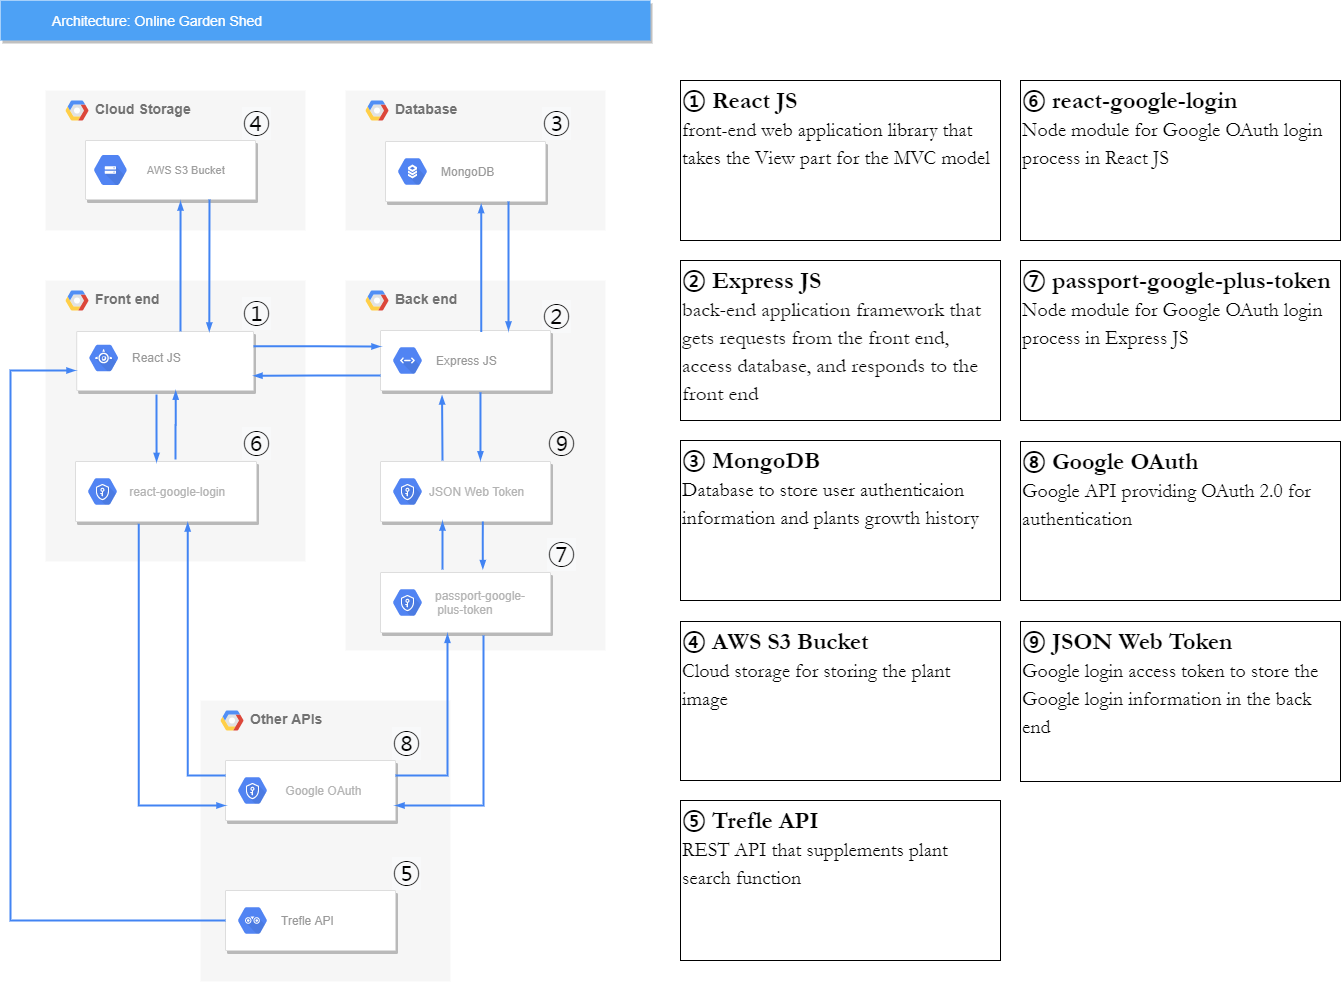 Architecture: Online Garden Shed
Cloud Storage
④
AWS S3 Bucket
Database
③
MongoDB
Front end
①
React JS
⑥
react-google-login
Back end
②
Express JS
⑨
JSON Web Token
⑦
passport-google-
plus-token
Other APIs
⑧
Google OAuth
⑤
Trefle API
① React JS
front-end web application library that
takes the View part for the MVC model
② Express JS
back-end application framework that
gets requests from the front end,
access database, and responds to the
front end
③ MongoDB
Database to store user authenticaion
information and plants growth history
④ AWS S3 Bucket
Cloud storage for storing the plant
image
⑤ Trefle API
REST API that supplements plant
search function
⑥ react-google-login
Node module for Google OAuth login
process in React JS
⑦ passport-google-plus-token
Node module for Google OAuth login
process in Express JS
⑧ Google OAuth
Google API providing OAuth 2.0 for
authentication
⑨ JSON Web Token
Google login access token to store the
Google login information in the back
end